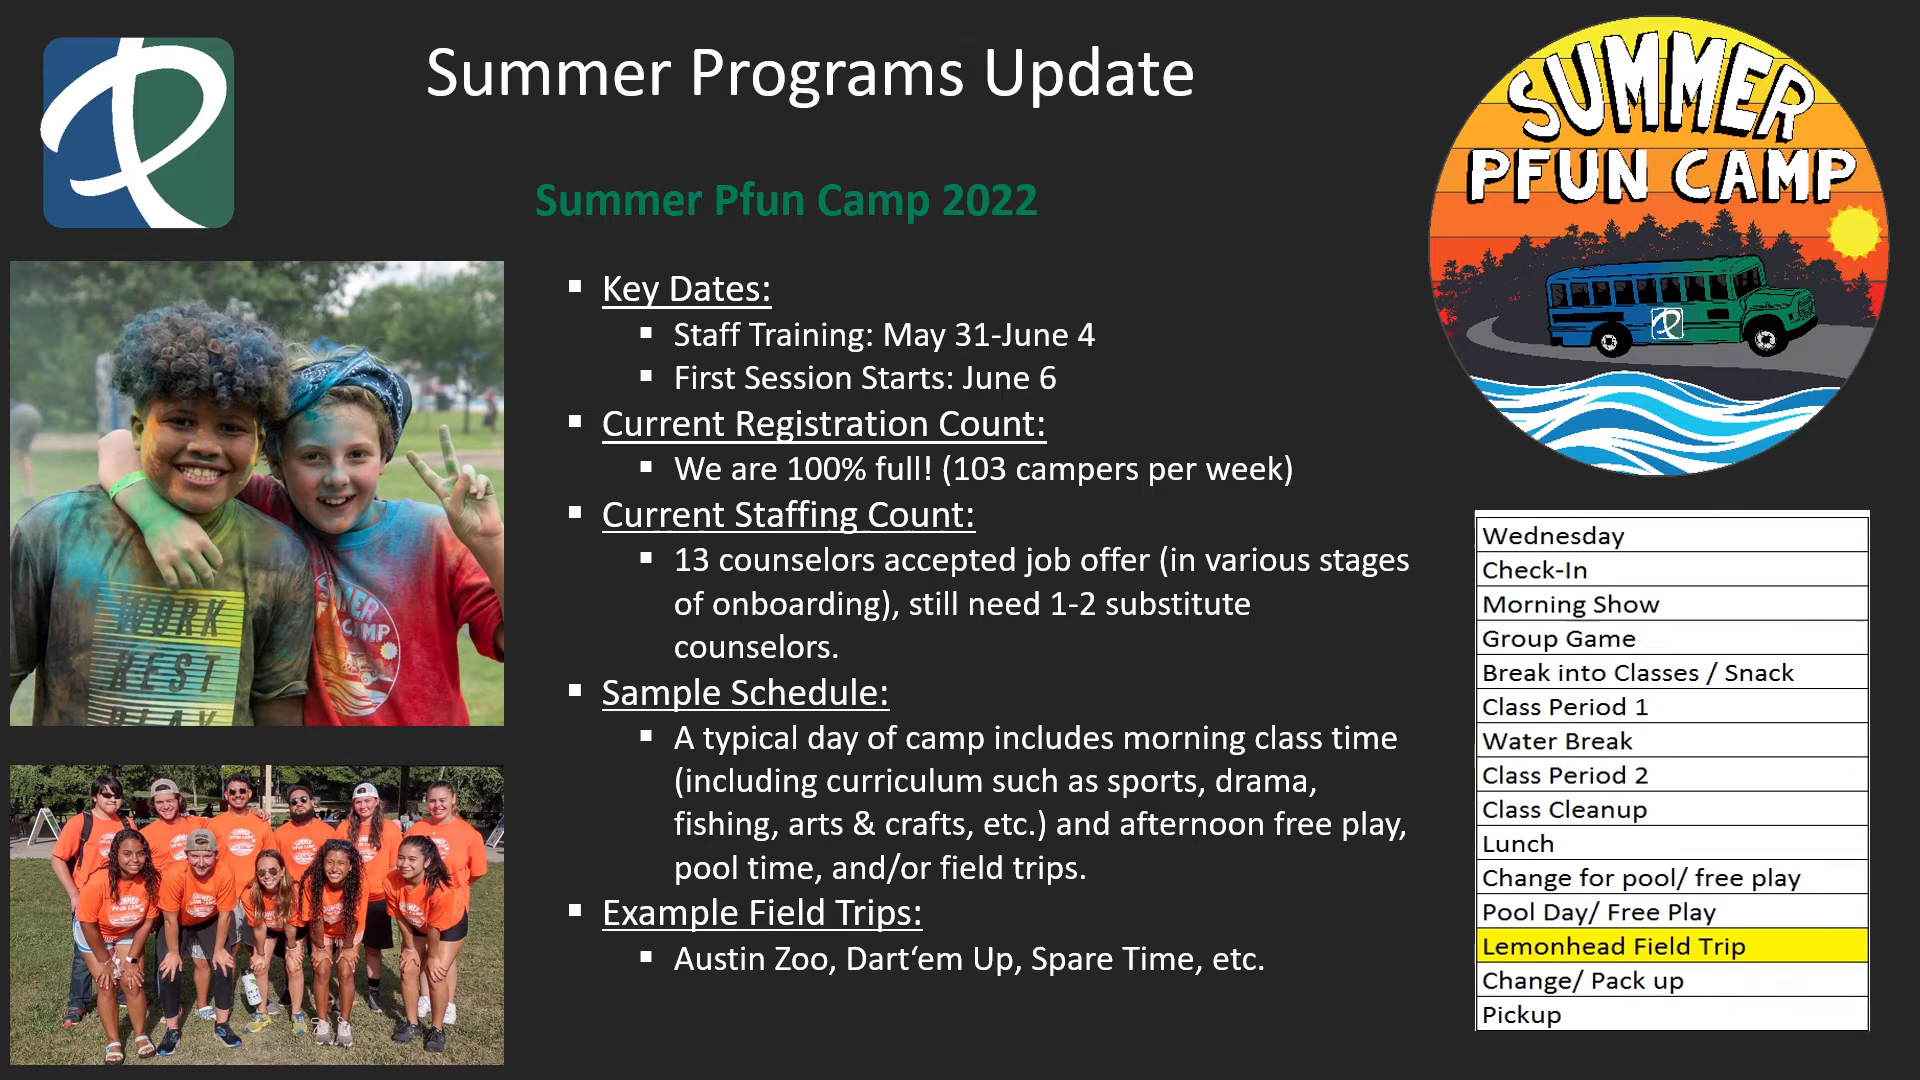 Summer Programs Update
SUMMER
PFUN CAMP
Summer Pfun Camp 2022
Key Dates:
Staff Training: May 31-June 4
First Session Starts: June 6
Current Registration Count:
We are 100% full! (103 campers per week)
Current Staffing Count:
13 counselors accepted job offer (in various stages
of onboarding), still need 1-2 substitute
counselors.
Sample Schedule:
A typical day of camp includes morning class time
(including curriculum such as sports, drama,
fishing, arts & crafts, etc.) and afternoon free play,
pool time, and/or field trips.
Example Field Trips:
Austin Zoo, Dart‘em Up, Spare Time, etc.
WORK
REST
PLAY
Wednesday
Check-In
Morning Show
Group Game
Break into Classes / Snack
Class Period 1
Water Break
Class Period 2
Class Cleanup
Lunch
Change for pool/ free play
Pool Day/ Free Play
Lemonhead Field Trip
Change/ Pack up
Pickup